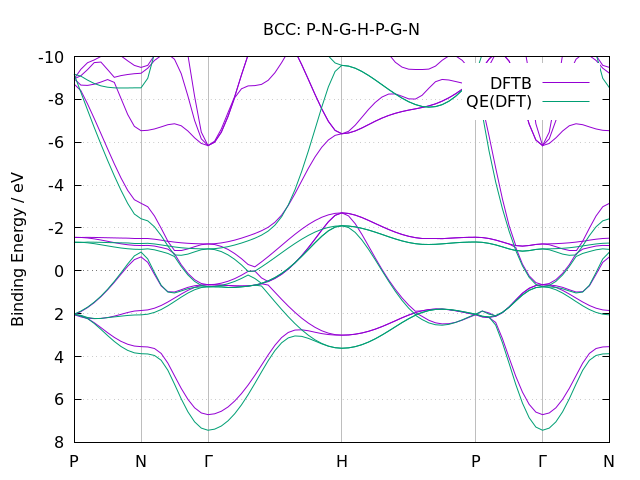 BCC: P-N-G-H-P-G-N
-10
-8
-6
-4
-2
0
2
4
6
8
Binding Energy / eV
DFTB
QE(DFT)
P N Γ H P Γ N